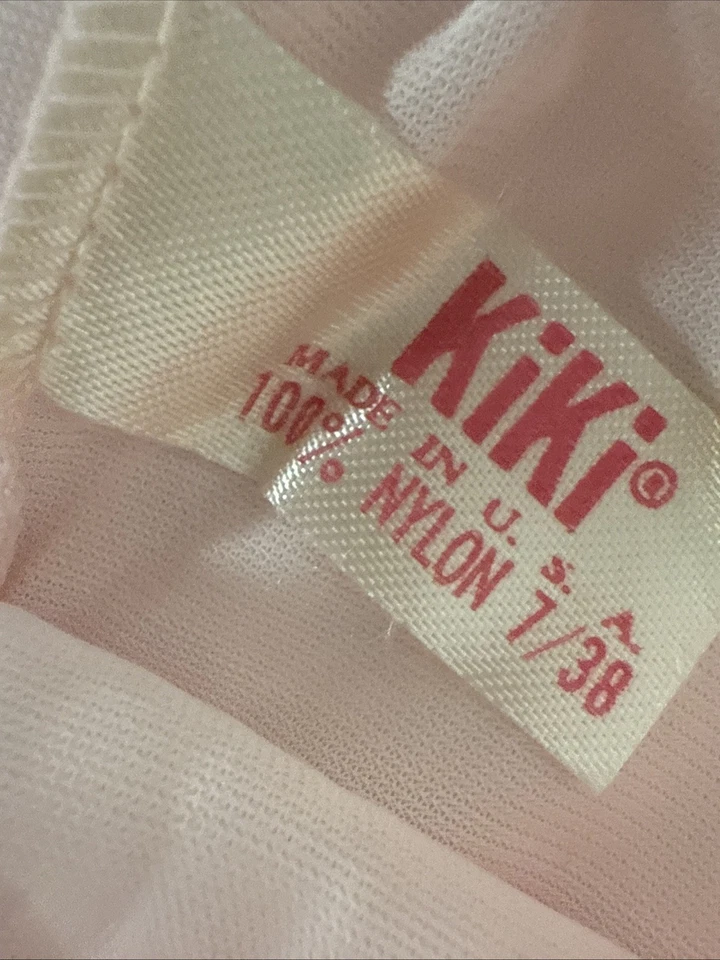 KiKi®
MADE IN U. S. A.
100% NYLON 7/38